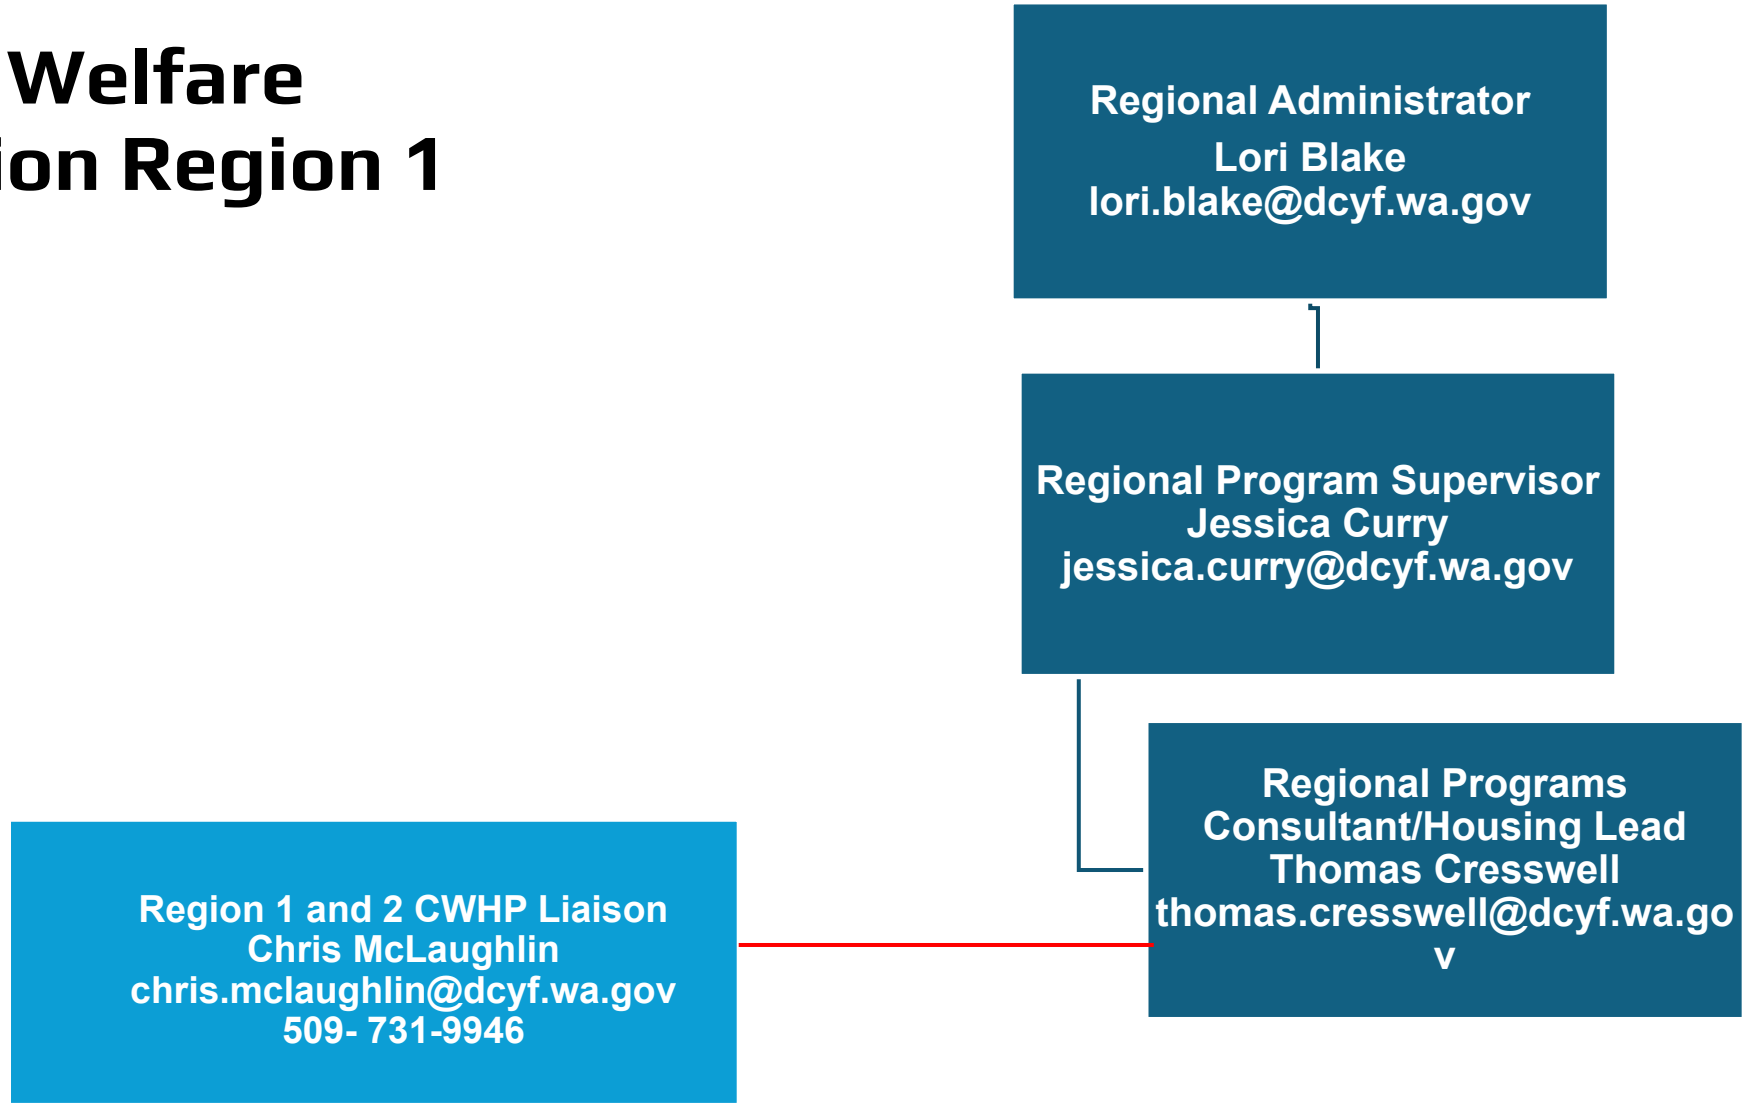 Welfare
ion Region 1
Regional Administrator
Lori Blake
lori.blake@dcyf.wa.gov
Regional Program Supervisor
Jessica Curry
jessica.curry@dcyf.wa.gov
Regional Programs
Consultant/Housing Lead
Thomas Cresswell
thomas.cresswell@dcyf.wa.go
v
Region 1 and 2 CWHP Liaison
Chris McLaughlin
chris.mclaughlin@dcyf.wa.gov
509- 731-9946